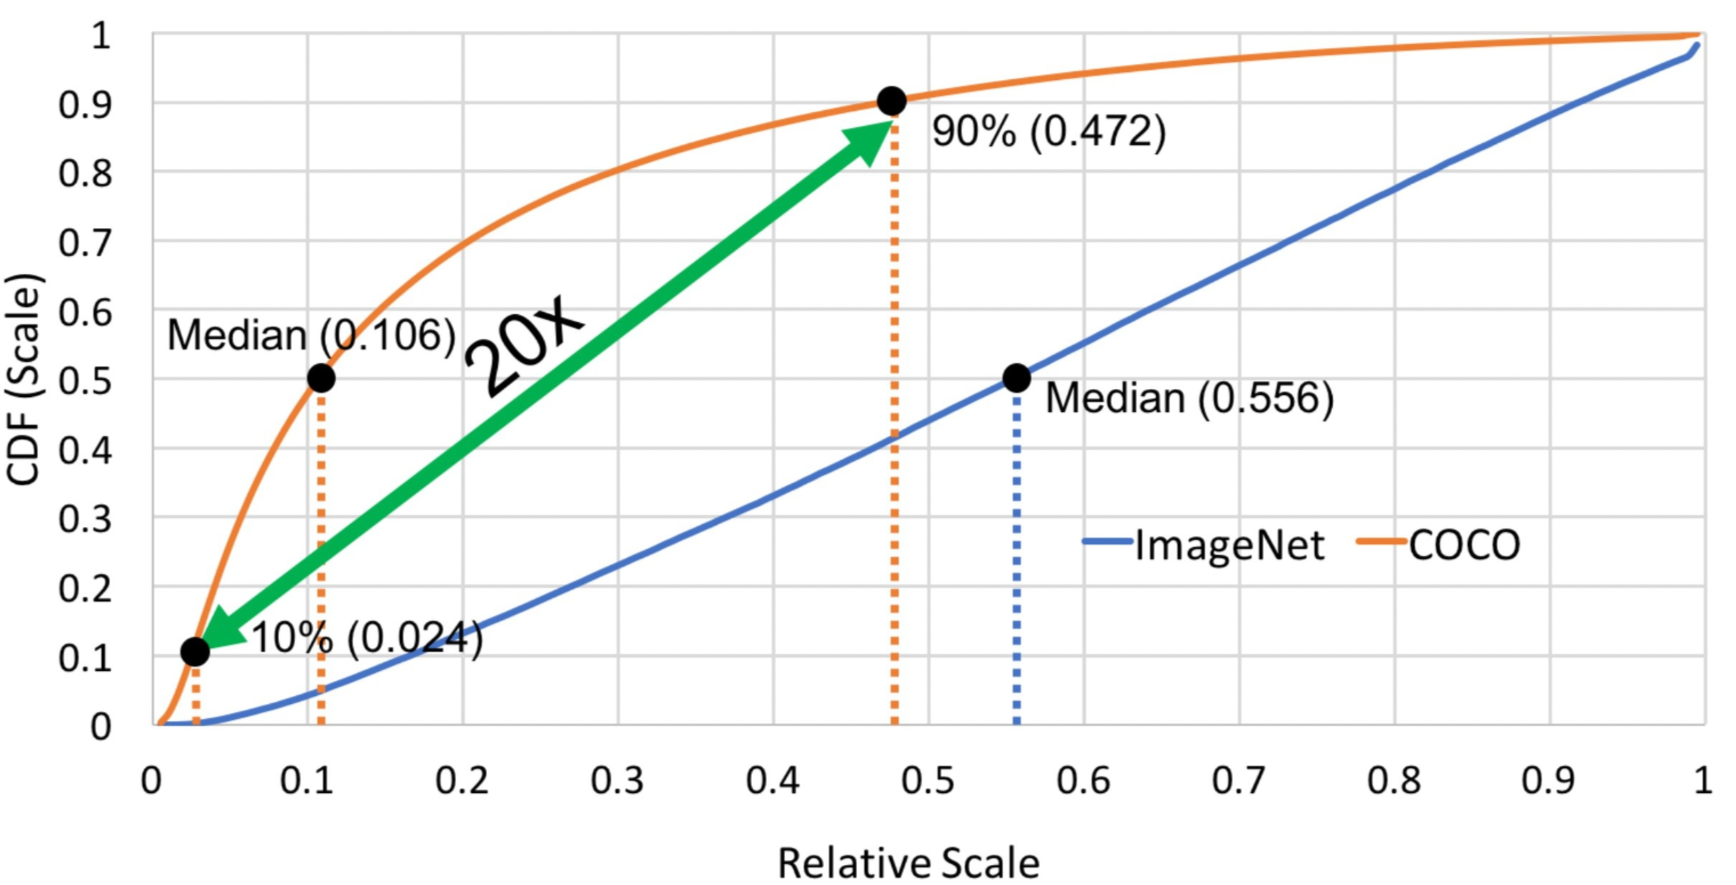 CDF (Scale)
1
0.9
0.8
0.7
0.6
0.5
0.4
0.3
0.2
0.1
0
90% (0.472)
Median (0.106)
20x
Median (0.556)
ImageNet
COCO
10% (0.024)
0 0.1 0.2 0.3 0.4 0.5 0.6 0.7 0.8 0.9 1
Relative Scale